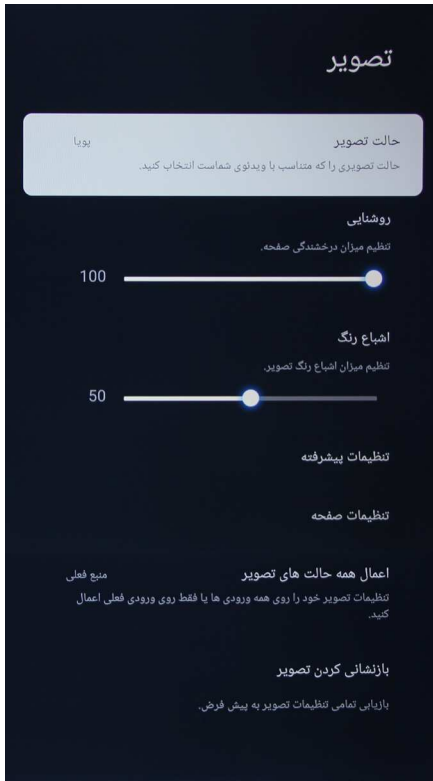 تصویر
حالت تصویر پویا
حالت تصویری را که متناسب با ویدئوی شماست انتخاب کنید.
روشنایی
تنظیم میزان درخشندگی صفحه.
100
اشباع رنگ
تنظیم میزان اشباع رنگ تصویر.
50
تنظیمات پیشرفته
تنظیمات صفحه
اعمال همه حالت های تصویر منبع فعلی
تنظیمات تصویر خود را روی همه ورودی ها یا فقط روی ورودی فعلی اعمال
کنید.
بازنشانی کردن تصویر
بازیابی تمامی تنظیمات تصویر به پیش فرض.